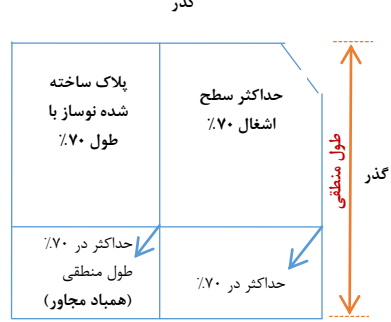 گذر
پلاک ساخته
شده نوساز با
طول ۷۰٪
حداکثر سطح
اشغال ۷۰٪
طول منطقی
گذر
حداکثر در ۷۰٪
طول منطقی
(همباد مجاور)
حداکثر در ۷۰٪